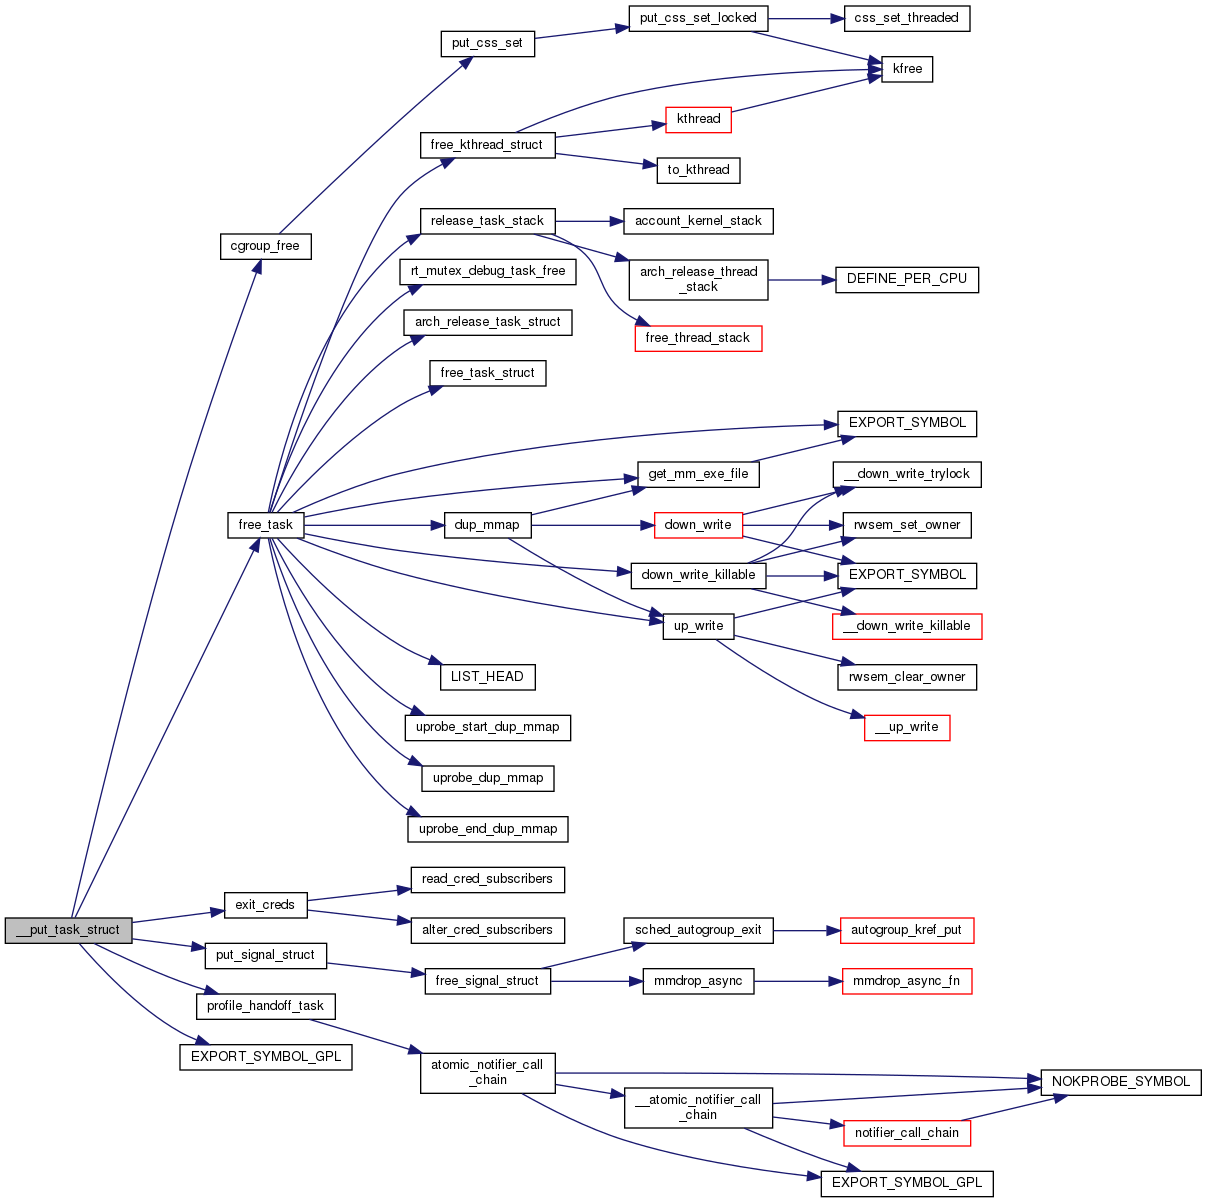 put_css_set_locked
css_set_threaded
put_css_set
kfree
kthread
free_kthread_struct
to_kthread
release_task_stack
account_kernel_stack
cgroup_free
rt_mutex_debug_task_free
arch_release_thread
_stack
DEFINE_PER_CPU
arch_release_task_struct
free_thread_stack
free_task_struct
EXPORT_SYMBOL
get_mm_exe_file
__down_write_trylock
free_task
dup_mmap
down_write
rwsem_set_owner
down_write_killable
EXPORT_SYMBOL
up_write
__down_write_killable
LIST_HEAD
rwsem_clear_owner
uprobe_start_dup_mmap
__up_write
uprobe_dup_mmap
uprobe_end_dup_mmap
read_cred_subscribers
exit_creds
__put_task_struct
alter_cred_subscribers
sched_autogroup_exit
autogroup_kref_put
put_signal_struct
free_signal_struct
mmdrop_async
mmdrop_async_fn
profile_handoff_task
EXPORT_SYMBOL_GPL
atomic_notifier_call
_chain
NOKPROBE_SYMBOL
__atomic_notifier_call
_chain
notifier_call_chain
EXPORT_SYMBOL_GPL